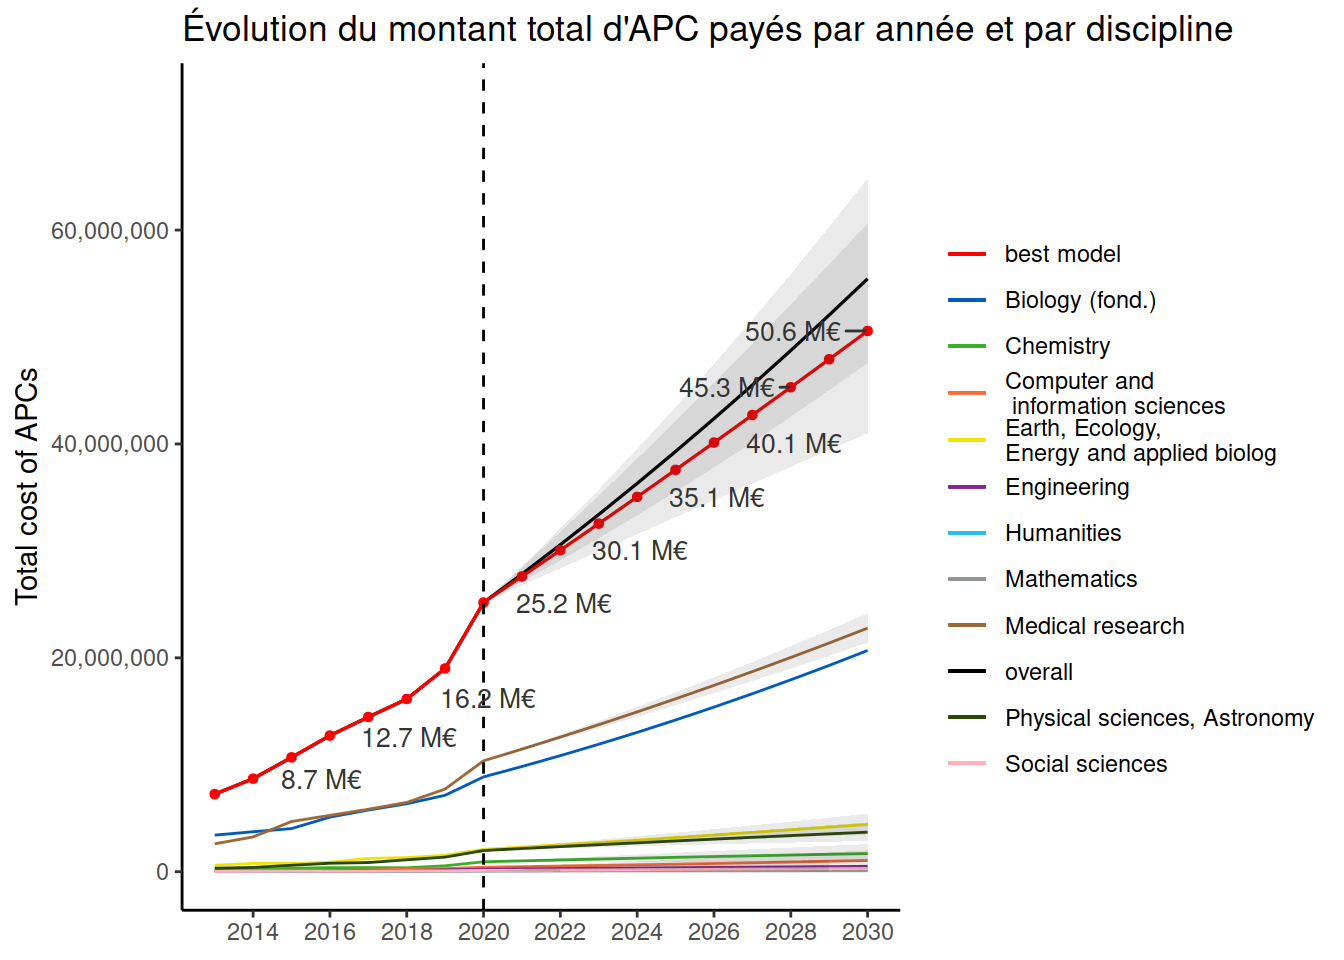 Évolution du montant total d'APC payés par année et par discipline
Total cost of APCs
60,000,000
40,000,000
20,000,000
0
2014 2016 2018 2020 2022 2024 2026 2028 2030
8.7 M€
12.7 M€
16.2 M€
25.2 M€
30.1 M€
35.1 M€
40.1 M€
45.3 M€
50.6 M€
best model
Biology (fond.)
Chemistry
Computer and
information sciences
Earth, Ecology,
Energy and applied biolog
Engineering
Humanities
Mathematics
Medical research
overall
Physical sciences, Astronomy
Social sciences